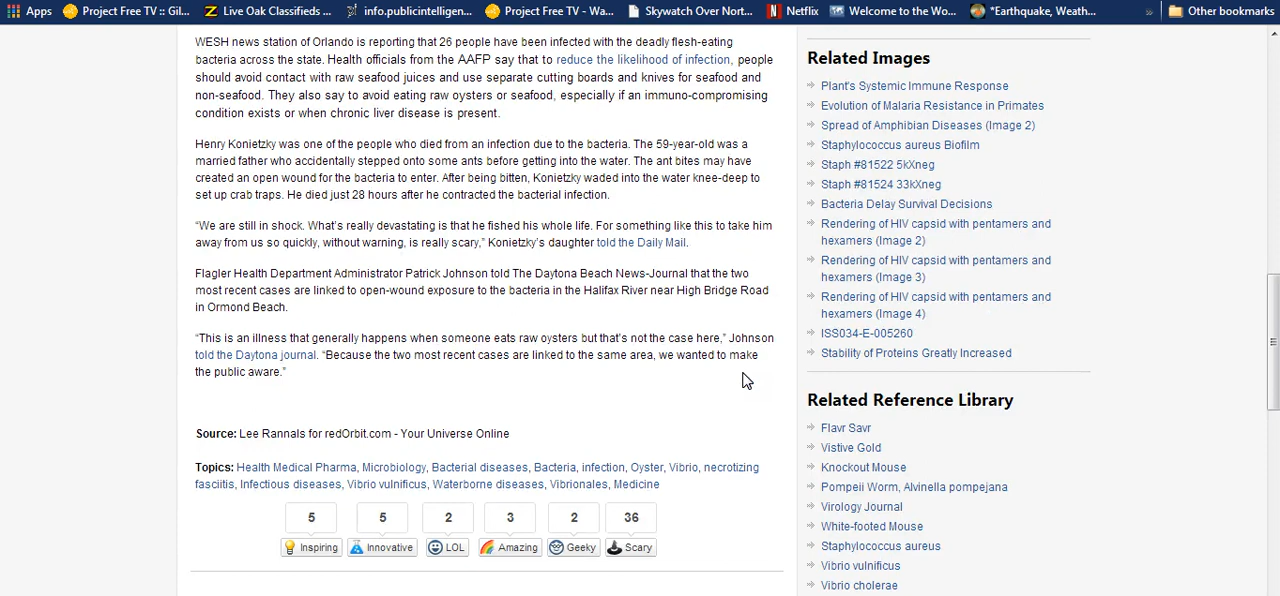 Apps
Project Free TV :: Gil...
Live Oak Classifieds ...
info.publicintelligen...
Project Free TV - Wa...
Skywatch Over Nort...
Netflix
Welcome to the Wo...
*Earthquake, Weath...
»
Other bookmarks
WESH news station of Orlando is reporting that 26 people have been infected with the deadly flesh-eating
bacteria across the state. Health officials from the AAFP say that to reduce the likelihood of infection, people
should avoid contact with raw seafood juices and use separate cutting boards and knives for seafood and
non-seafood. They also say to avoid eating raw oysters or seafood, especially if an immuno-compromising
condition exists or when chronic liver disease is present.
Henry Konietzky was one of the people who died from an infection due to the bacteria. The 59-year-old was a
married father who accidentally stepped onto some ants before getting into the water. The ant bites may have
created an open wound for the bacteria to enter. After being bitten, Konietzky waded into the water knee-deep to
set up crab traps. He died just 28 hours after he contracted the bacterial infection.
“We are still in shock. What’s really devastating is that he fished his whole life. For something like this to take him
away from us so quickly, without warning, is really scary,” Konietzky’s daughter told the Daily Mail.
Flagler Health Department Administrator Patrick Johnson told The Daytona Beach News-Journal that the two
most recent cases are linked to open-wound exposure to the bacteria in the Halifax River near High Bridge Road
in Ormond Beach.
“This is an illness that generally happens when someone eats raw oysters but that’s not the case here,” Johnson
told the Daytona journal. “Because the two most recent cases are linked to the same area, we wanted to make
the public aware.”
Source: Lee Rannals for redOrbit.com - Your Universe Online
Topics: Health Medical Pharma, Microbiology, Bacterial diseases, Bacteria, infection, Oyster, Vibrio, necrotizing
fasciitis, Infectious diseases, Vibrio vulnificus, Waterborne diseases, Vibrionales, Medicine
5 5 2 3 2 36
Inspiring Innovative LOL Amazing Geeky Scary
Related Images
Plant's Systemic Immune Response
Evolution of Malaria Resistance in Primates
Spread of Amphibian Diseases (Image 2)
Staphylococcus aureus Biofilm
Staph #81522 5kXneg
Staph #81524 33kXneg
Bacteria Delay Survival Decisions
Rendering of HIV capsid with pentamers and
hexamers (Image 2)
Rendering of HIV capsid with pentamers and
hexamers (Image 3)
Rendering of HIV capsid with pentamers and
hexamers (Image 4)
ISS034-E-005260
Stability of Proteins Greatly Increased
Related Reference Library
Flavr Savr
Vistive Gold
Knockout Mouse
Pompeii Worm, Alvinella pompejana
Virology Journal
White-footed Mouse
Staphylococcus aureus
Vibrio vulnificus
Vibrio cholerae